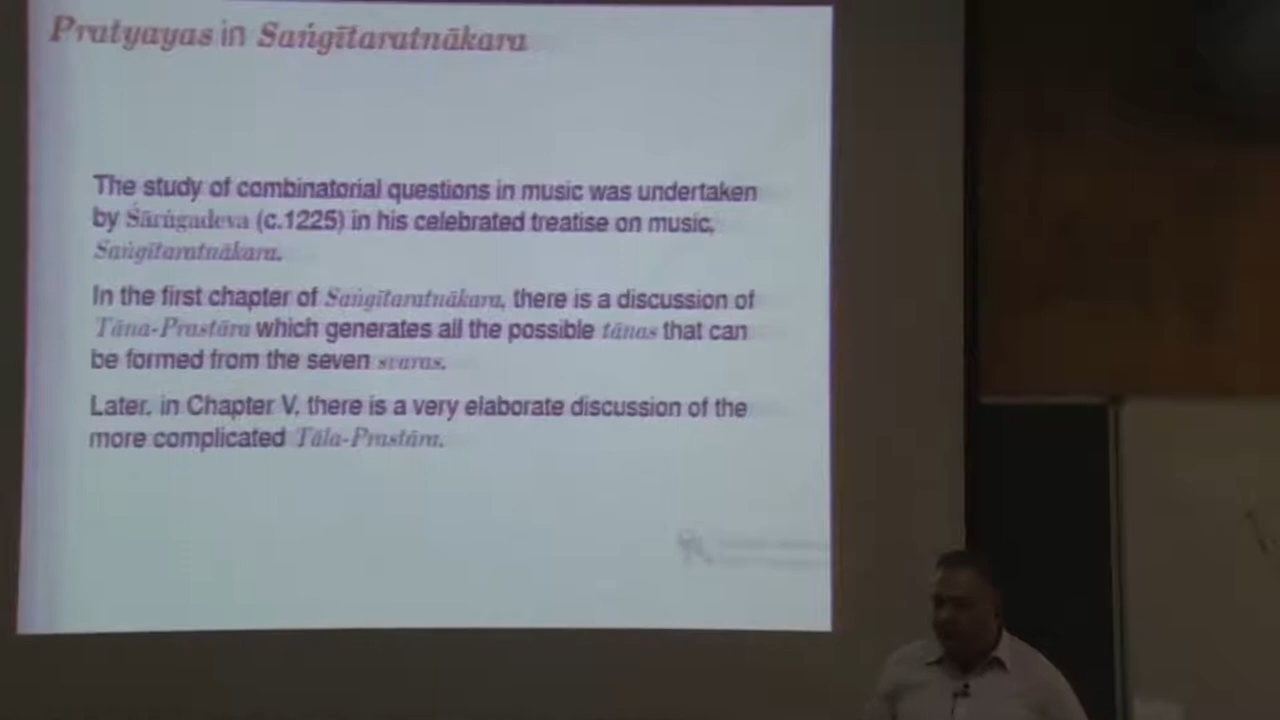 Pratyayas in Saṅgītaratnākara
The study of combinatorial questions in music was undertaken
by Śārṅgadeva (c.1225) in his celebrated treatise on music,
Saṅgītaratnākara.
In the first chapter of Saṅgītaratnākara, there is a discussion of
Tāna-Prastāra which generates all the possible tānas that can
be formed from the seven svaras.
Later, in Chapter V, there is a very elaborate discussion of the
more complicated Tāla-Prastāra.